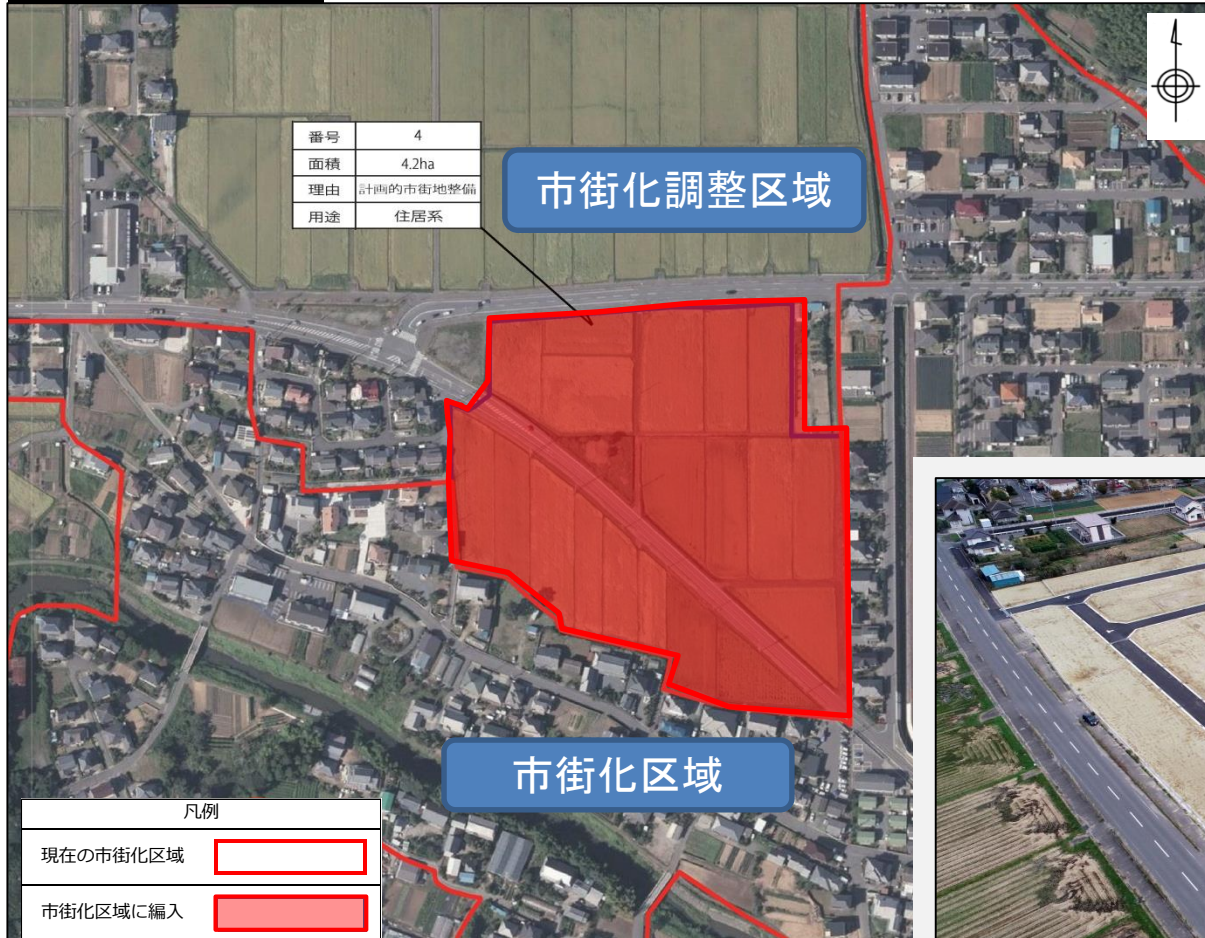 番号 4
面積 4.2ha
理由 計画的市街地整備
用途 住居系
市街化調整区域
市街化区域
凡例
現在の市街化区域
市街化区域に編入